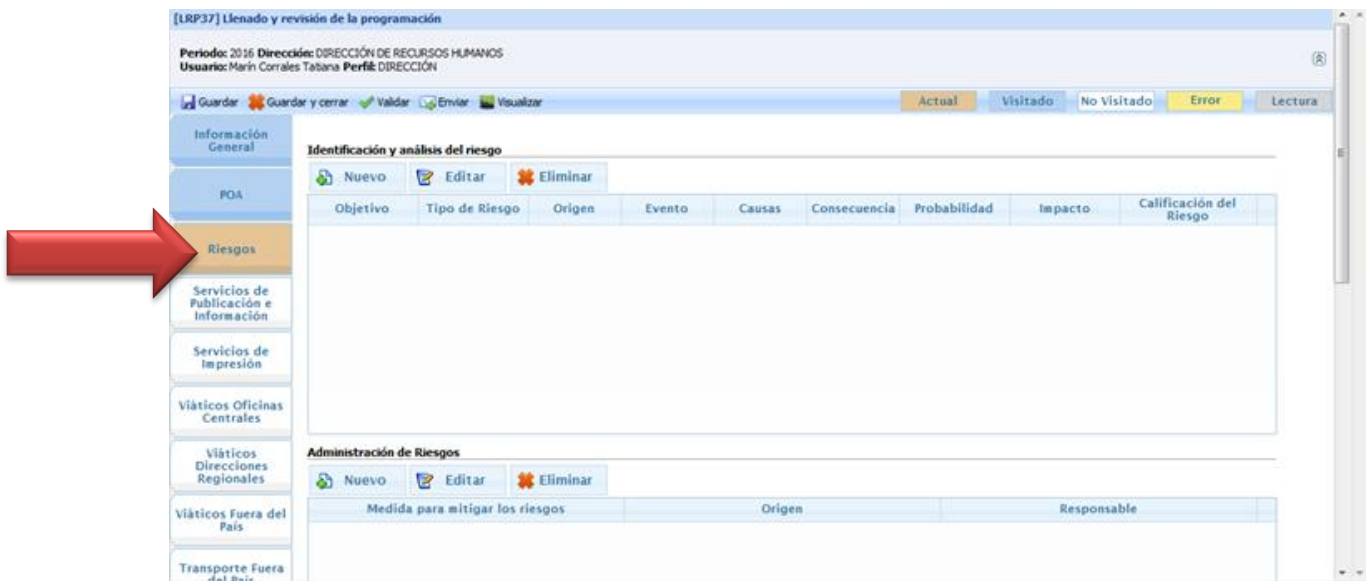 [LRP37] Llenado y revisión de la programación
Periodo: 2016 Dirección: DIRECCIÓN DE RECURSOS HUMANOS
Usuario: Marín Corrales Tatiana Perfil: DIRECCIÓN
Guardar Guardar y cerrar Validar Enviar Visualizar
Actual Visitado No Visitado Error Lectura
Información
General
POA
Riesgos
Servicios de
Publicación e
Información
Servicios de
Impresión
Viáticos Oficinas
Centrales
Viáticos
Direcciones
Regionales
Viáticos Fuera del
País
Transporte Fuera
del País
Identificación y análisis del riesgo
Nuevo Editar Eliminar
Objetivo Tipo de Riesgo Origen Evento Causas Consecuencia Probabilidad Impacto Calificación del
Riesgo
Administración de Riesgos
Nuevo Editar Eliminar
Medida para mitigar los riesgos Origen Responsable